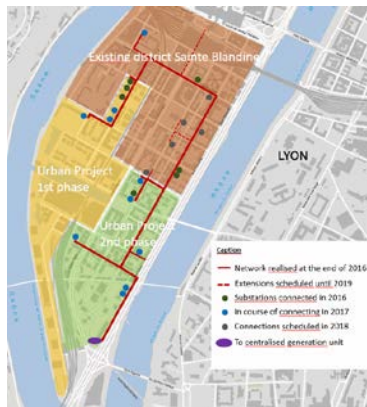 Existing district Sainte Blandine
LYON
Urban Project
1st phase
Urban Project
2nd phase
Caption
Network realised at the end of 2016
Extensions scheduled until 2019
Substations connected in 2016
In course of connecting in 2017
Connections scheduled in 2018
To centralised generation unit